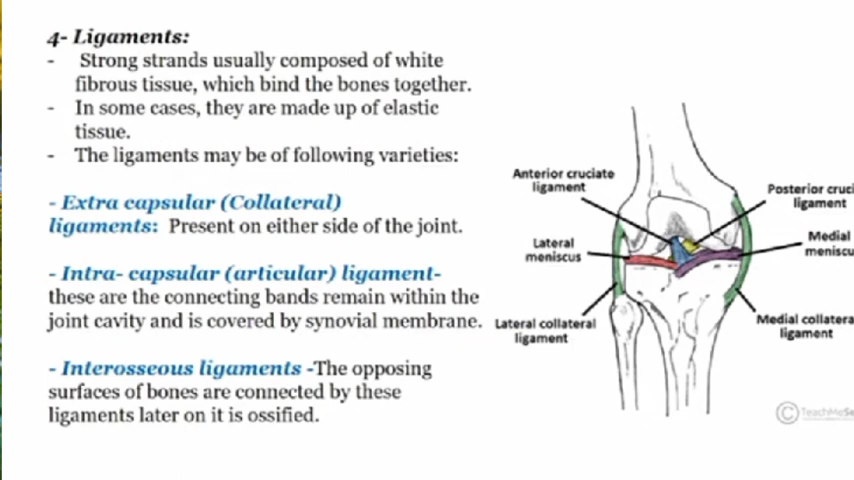 4- Ligaments:
- Strong strands usually composed of white
fibrous tissue, which bind the bones together.
- In some cases, they are made up of elastic
tissue.
- The ligaments may be of following varieties:
- Extra capsular (Collateral)
ligaments: Present on either side of the joint.
- Intra- capsular (articular) ligament-
these are the connecting bands remain within the
joint cavity and is covered by synovial membrane.
- Interosseous ligaments -The opposing
surfaces of bones are connected by these
ligaments later on it is ossified.
Anterior cruciate
ligament
Lateral
meniscus
Lateral collateral
ligament
Posterior cruci
ligament
Medial
meniscu
Medial collatera
ligament
© TeachMeSe